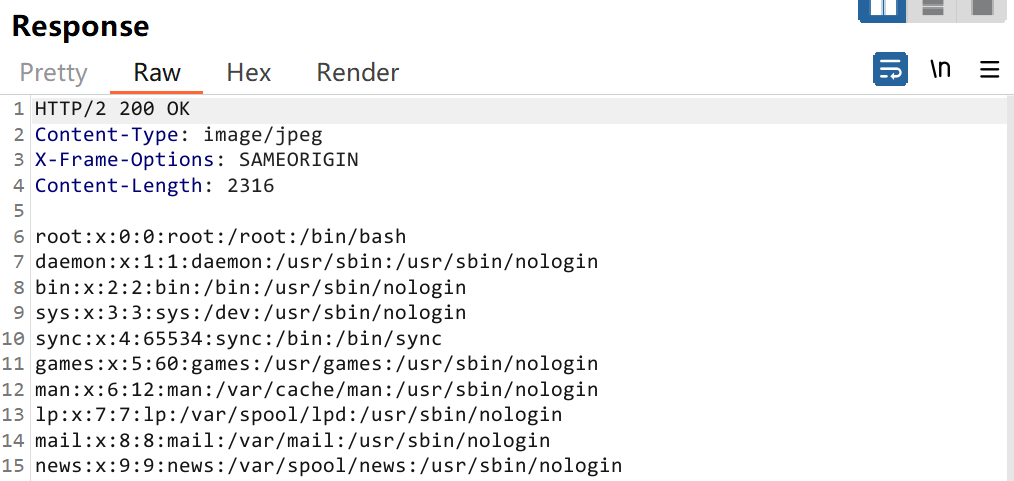 Response
Pretty Raw Hex Render \n
1 HTTP/2 200 OK
2 Content-Type: image/jpeg
3 X-Frame-Options: SAMEORIGIN
4 Content-Length: 2316
5
6 root:x:0:0:root:/root:/bin/bash
7 daemon:x:1:1:daemon:/usr/sbin:/usr/sbin/nologin
8 bin:x:2:2:bin:/bin:/usr/sbin/nologin
9 sys:x:3:3:sys:/dev:/usr/sbin/nologin
10 sync:x:4:65534:sync:/bin:/bin/sync
11 games:x:5:60:games:/usr/games:/usr/sbin/nologin
12 man:x:6:12:man:/var/cache/man:/usr/sbin/nologin
13 lp:x:7:7:lp:/var/spool/lpd:/usr/sbin/nologin
14 mail:x:8:8:mail:/var/mail:/usr/sbin/nologin
15 news:x:9:9:news:/var/spool/news:/usr/sbin/nologin